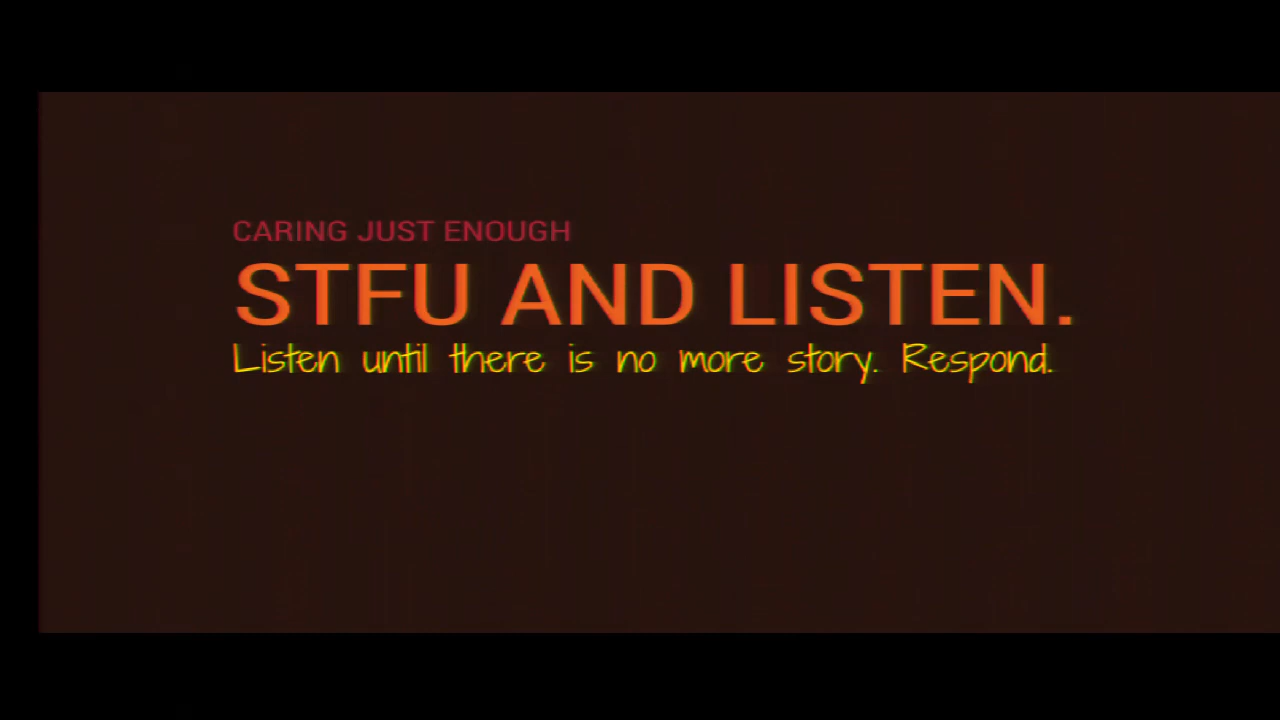 CARING JUST ENOUGH
STFU AND LISTEN.
Listen until there is no more story. Respond.